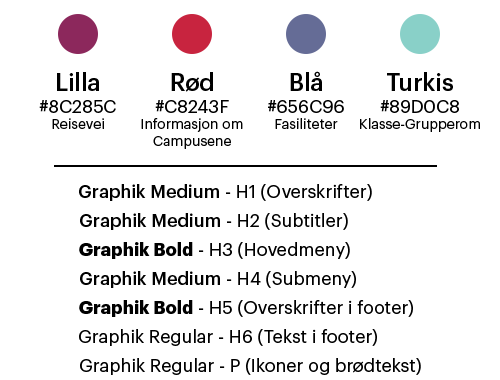 Lilla Rød Blå Turkis
#8C285C #C8243F #656C96 #89D0C8
Reisevei Informasjon om Fasiliteter Klasse-Grupperom
Campusene
Graphik Medium - H1 (Overskrifter)
Graphik Medium - H2 (Subtitler)
Graphik Bold - H3 (Hovedmeny)
Graphik Medium - H4 (Submeny)
Graphik Bold - H5 (Overskrifter i footer)
Graphik Regular - H6 (Tekst i footer)
Graphik Regular - P (Ikoner og brødtekst)